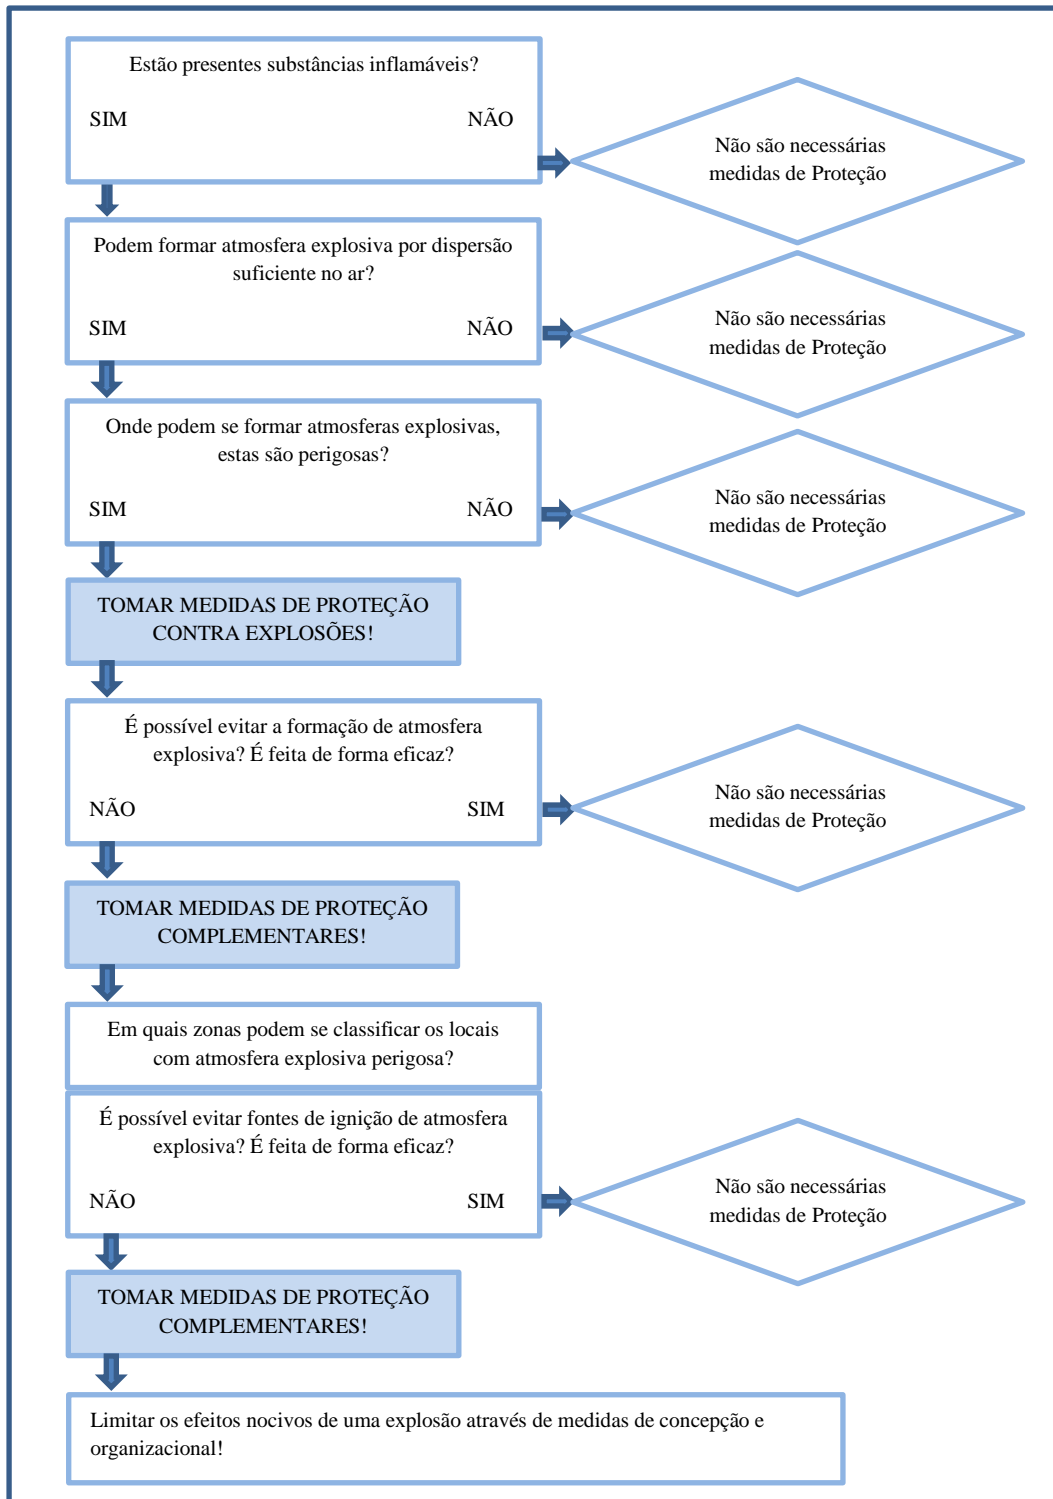 Estão presentes substâncias inflamáveis?
SIM NÃO
Não são necessárias
medidas de Proteção
Podem formar atmosfera explosiva por dispersão
suficiente no ar?
SIM NÃO
Não são necessárias
medidas de Proteção
Onde podem se formar atmosferas explosivas,
estas são perigosas?
SIM NÃO
Não são necessárias
medidas de Proteção
TOMAR MEDIDAS DE PROTEÇÃO
CONTRA EXPLOSÕES!
É possível evitar a formação de atmosfera
explosiva? É feita de forma eficaz?
NÃO SIM
Não são necessárias
medidas de Proteção
TOMAR MEDIDAS DE PROTEÇÃO
COMPLEMENTARES!
Em quais zonas podem se classificar os locais
com atmosfera explosiva perigosa?
É possível evitar fontes de ignição de atmosfera
explosiva? É feita de forma eficaz?
NÃO SIM
Não são necessárias
medidas de Proteção
TOMAR MEDIDAS DE PROTEÇÃO
COMPLEMENTARES!
Limitar os efeitos nocivos de uma explosão através de medidas de concepção e
organizacional!